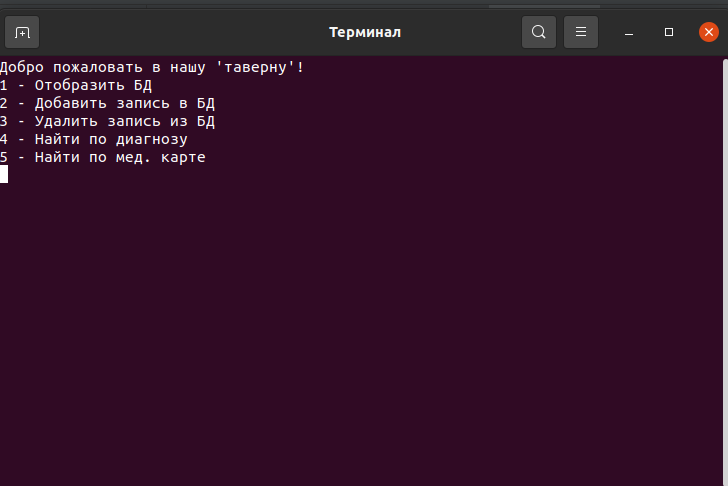 Терминал
Добро пожаловать в нашу 'таверну'!
1 - Отобразить БД
2 - Добавить запись в БД
3 - Удалить запись из БД
4 - Найти по диагнозу
5 - Найти по мед. карте